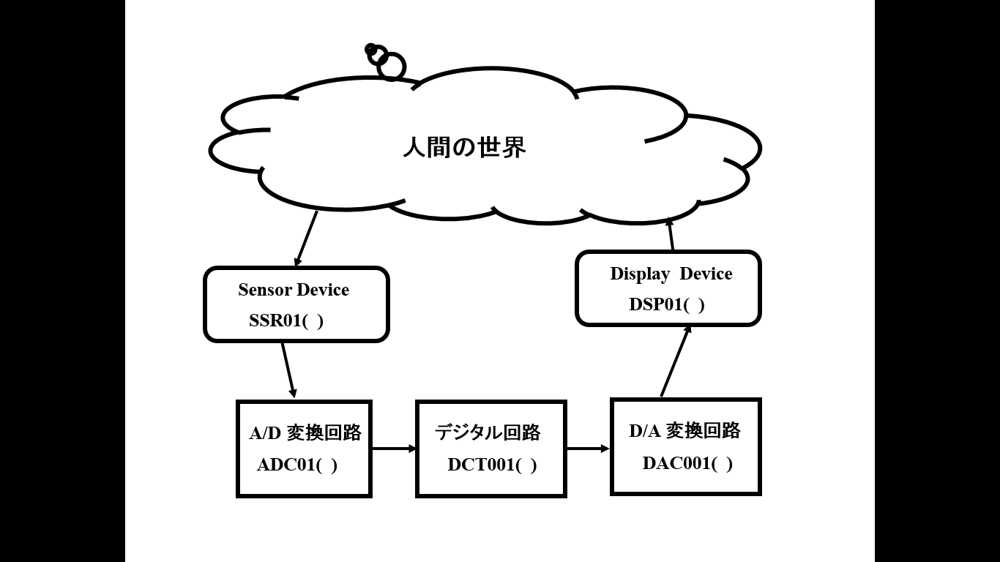 人間の世界
Sensor Device
SSR01( )
Display Device
DSP01( )
A/D 変換回路
ADC01( )
デジタル回路
DCT001( )
D/A 変換回路
DAC001( )